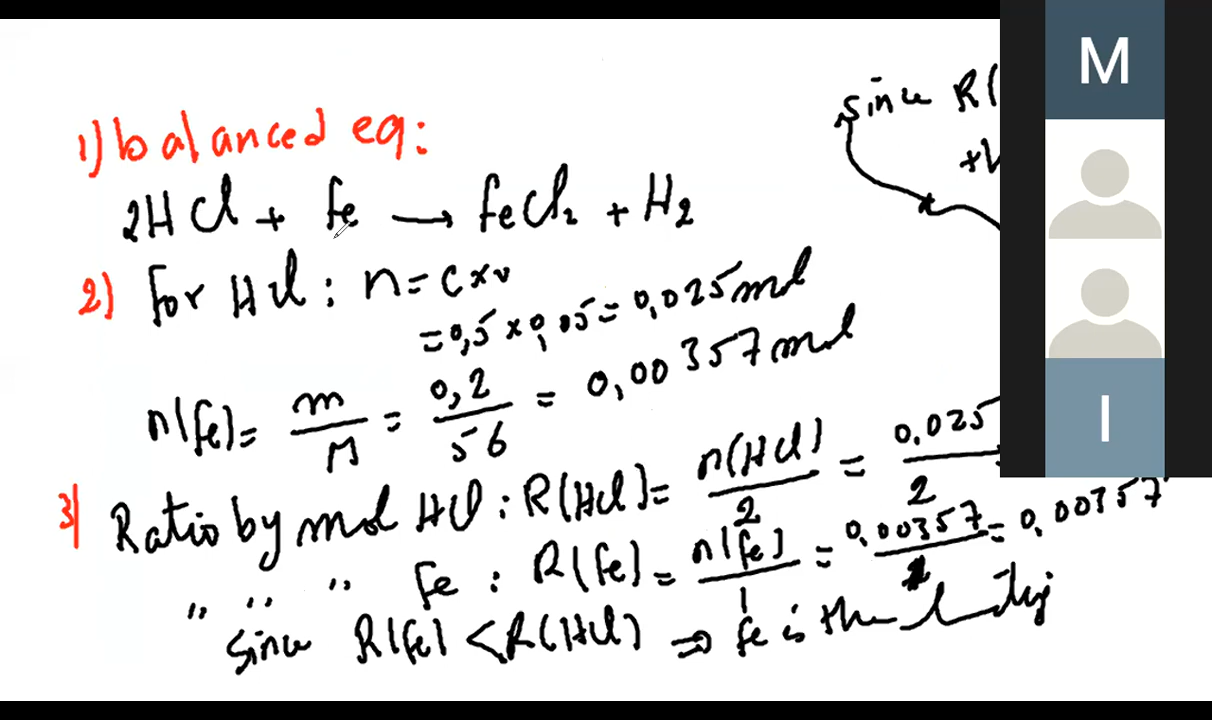 1) balanced eq:
2HCl + Fe → FeCl₂ + H₂
2) For HCl : n = c×v
= 0,5 × 0,05 = 0,025 mol
n(Fe) = m/M = 0,2/56 = 0,00357 mol
3) Ratio by mol HCl : R(HCl) = n(HCl)/2 = 0.025/2
" " " Fe : R(Fe) = n(Fe)/1 = 0,00357/1 = 0,00357
Since R(Fe) < R(HCl) ⇒ Fe is the
Since R(
M
I